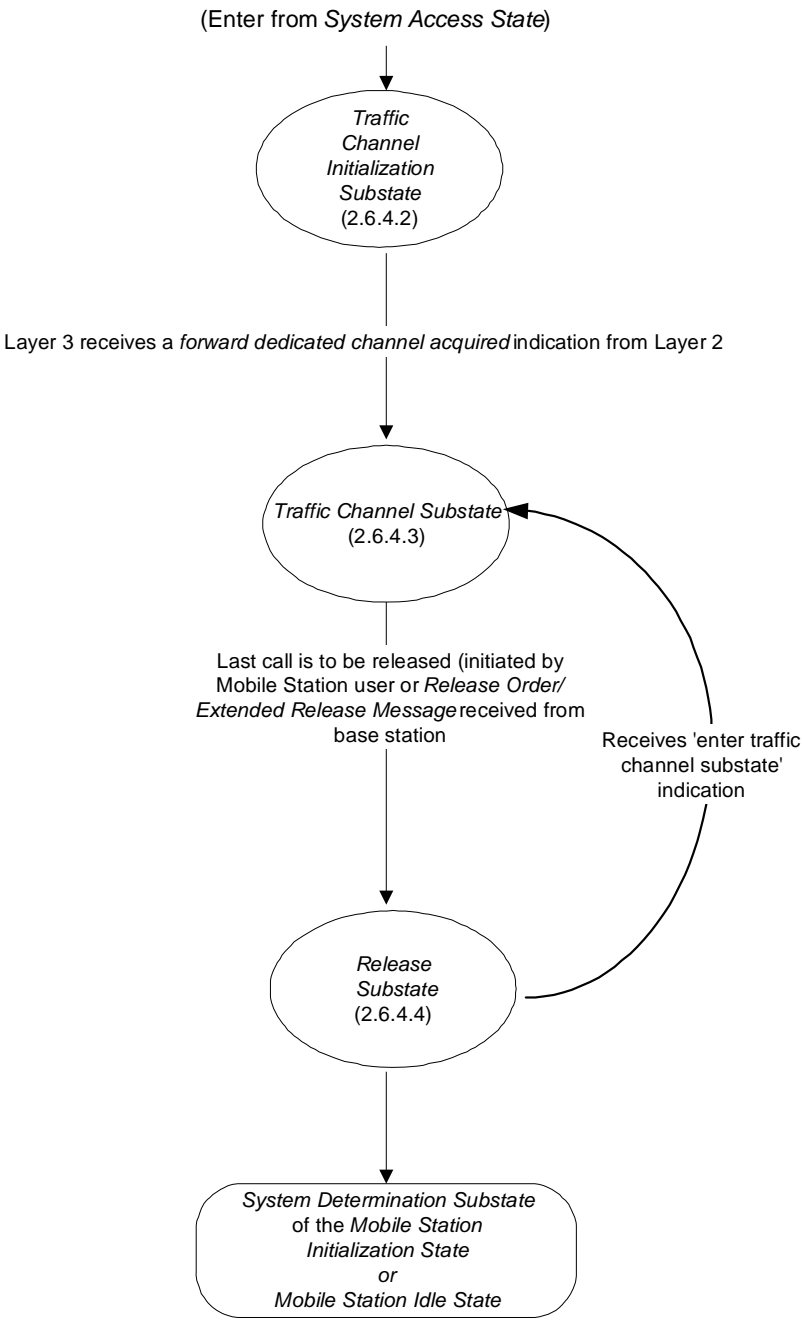 (Enter from System Access State)
Traffic
Channel
Initialization
Substate
(2.6.4.2)
Layer 3 receives a forward dedicated channel acquired indication from Layer 2
Traffic Channel Substate
(2.6.4.3)
Last call is to be released (initiated by
Mobile Station user or Release Order/
Extended Release Message received from
base station
Receives 'enter traffic
channel substate'
indication
Release
Substate
(2.6.4.4)
System Determination Substate
of the Mobile Station
Initialization State
or
Mobile Station Idle State